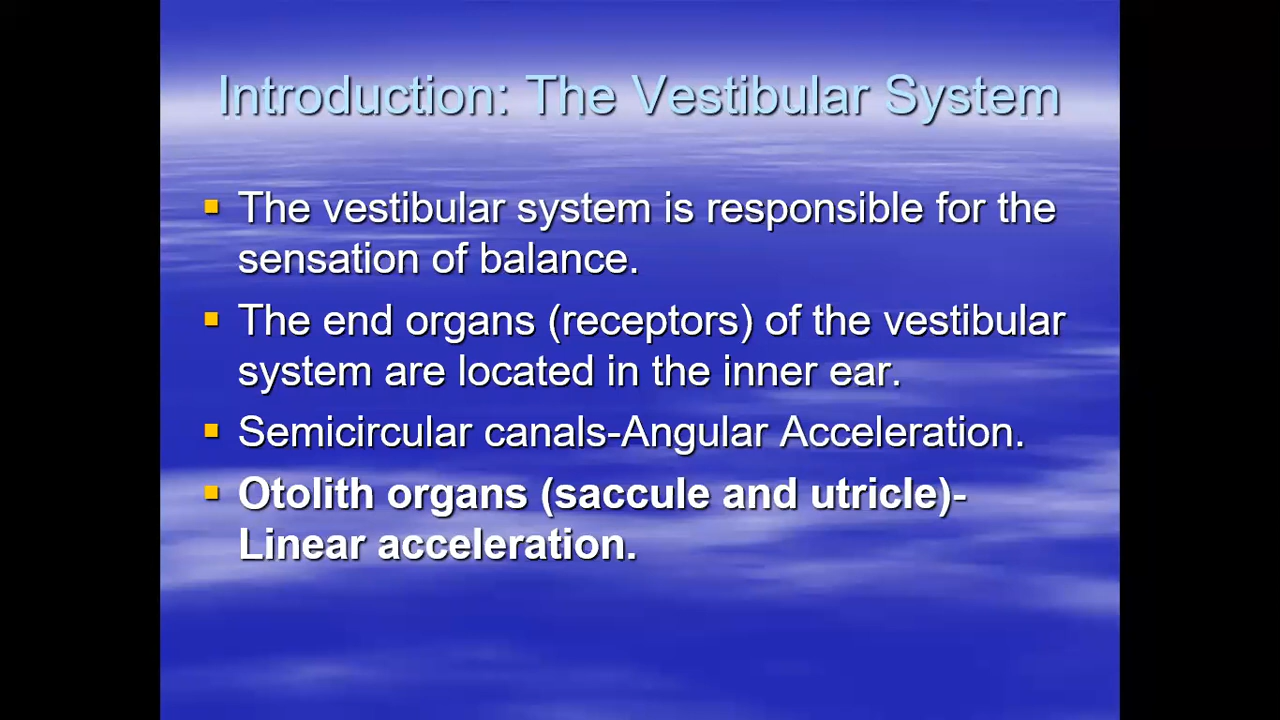 Introduction: The Vestibular System
The vestibular system is responsible for the
sensation of balance.
The end organs (receptors) of the vestibular
system are located in the inner ear.
Semicircular canals-Angular Acceleration.
Otolith organs (saccule and utricle)-
Linear acceleration.